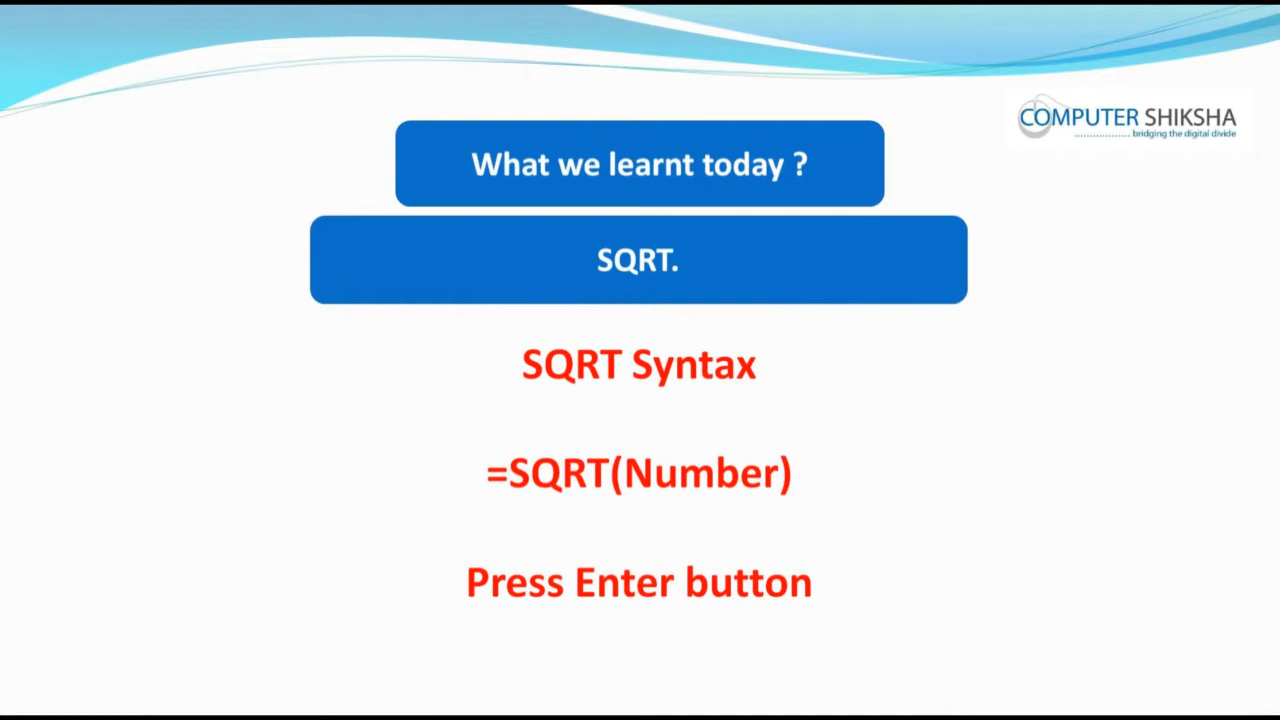 COMPUTER SHIKSHA
bridging the digital divide
What we learnt today ?
SQRT.
SQRT Syntax
=SQRT(Number)
Press Enter button